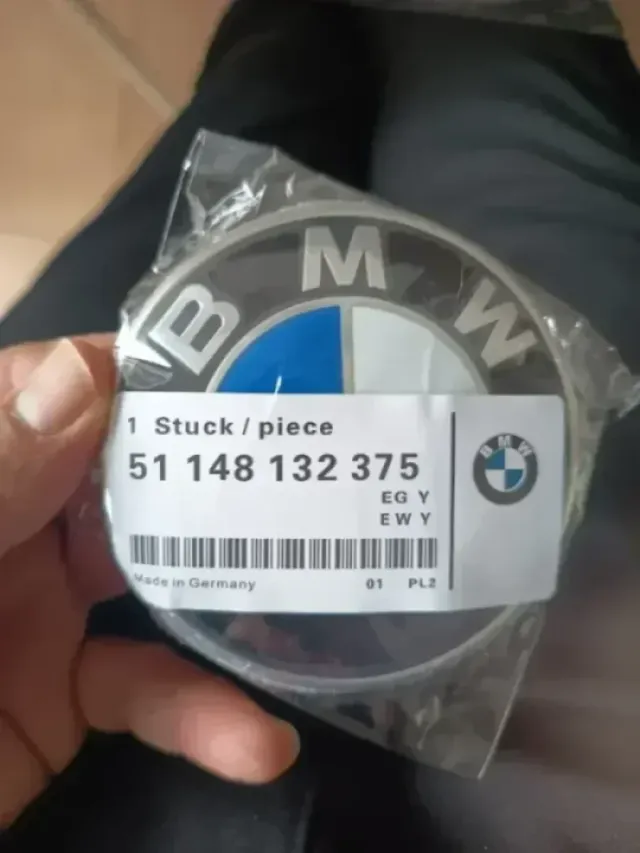 BMW
1 Stuck / piece
51 148 132 375
EG Y
EW Y
BMW
Made in Germany 01 PL2